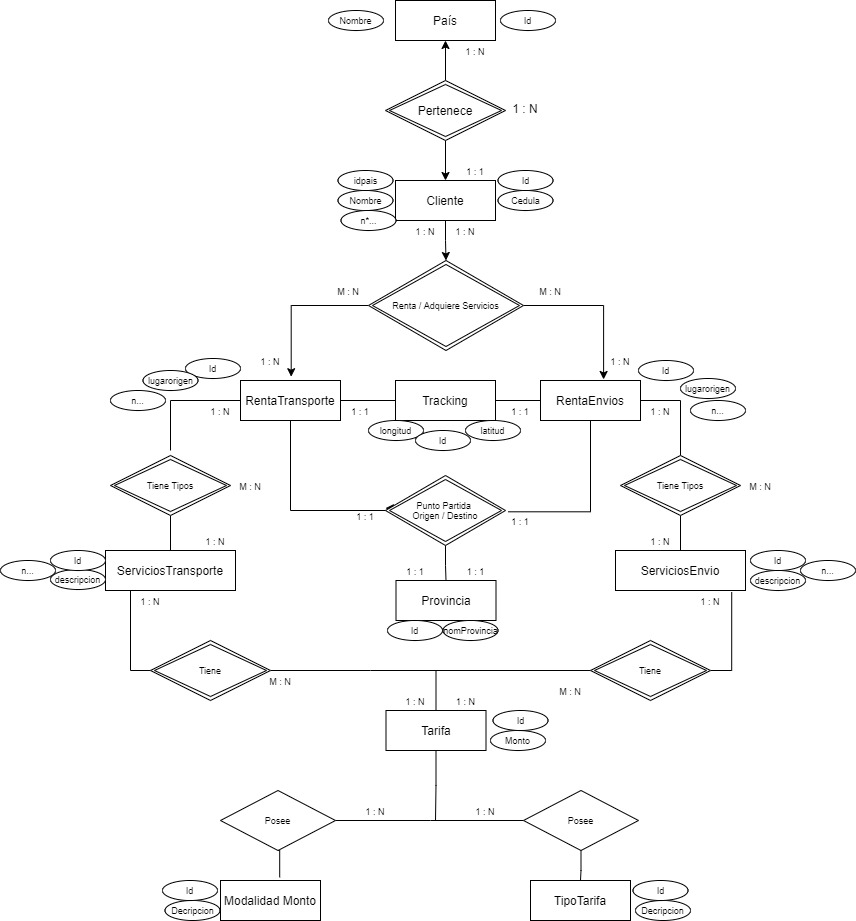 Nombre
País
Id
1 : N
Pertenece
1 : N
1 : 1
idpais
Nombre
n*...
Cliente
Id
Cedula
1 : N
1 : N
M : N
Renta / Adquiere Servicios
M : N
1 : N
1 : N
Id
lugarorigen
n...
RentaTransporte
Tracking
RentaEnvios
Id
lugarorigen
n...
1 : N
1 : 1
1 : 1
1 : N
longitud
Id
latitud
Tiene Tipos
M : N
Punto Partida
Origen / Destino
1 : 1
1 : 1
Tiene Tipos
M : N
1 : N
1 : N
n...
Id
descripcion
ServiciosTransporte
1 : 1
1 : 1
Provincia
Id
nomProvincia
ServiciosEnvio
Id
descripcion
n...
1 : N
1 : N
Tiene
M : N
M : N
Tiene
1 : N
1 : N
Tarifa
Id
Monto
Posee
1 : N
1 : N
Posee
Id
Decripcion
Modalidad Monto
TipoTarifa
Id
Decripcion